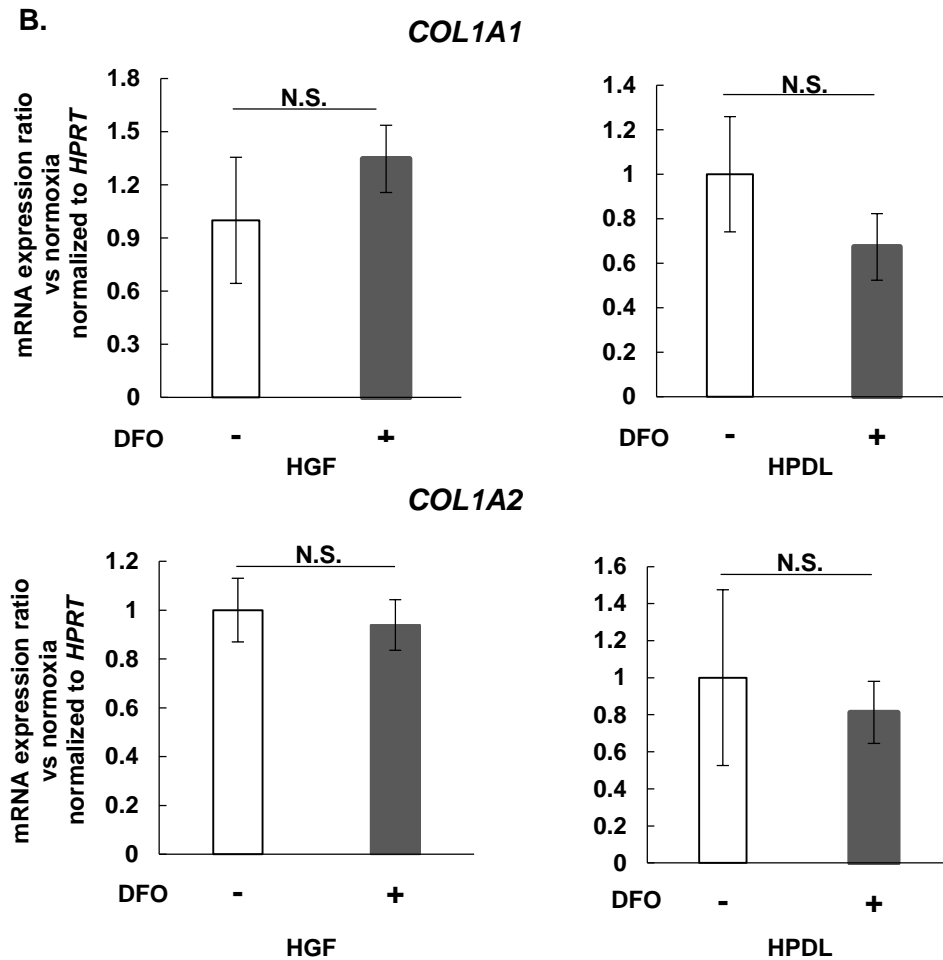 B.
COL1A1
mRNA expression ratio
vs normoxia
normalized to HPRT
1.8
1.5
1.2
0.9
0.6
0.3
0
N.S.
DFO - +
HGF
1.4
1.2
1
0.8
0.6
0.4
0.2
0
N.S.
DFO - +
HPDL
COL1A2
mRNA expression ratio
vs normoxia
normalized to HPRT
1.2
1
0.8
0.6
0.4
0.2
0
N.S.
DFO - +
HGF
1.6
1.4
1.2
1
0.8
0.6
0.4
0.2
0
N.S.
DFO - +
HPDL